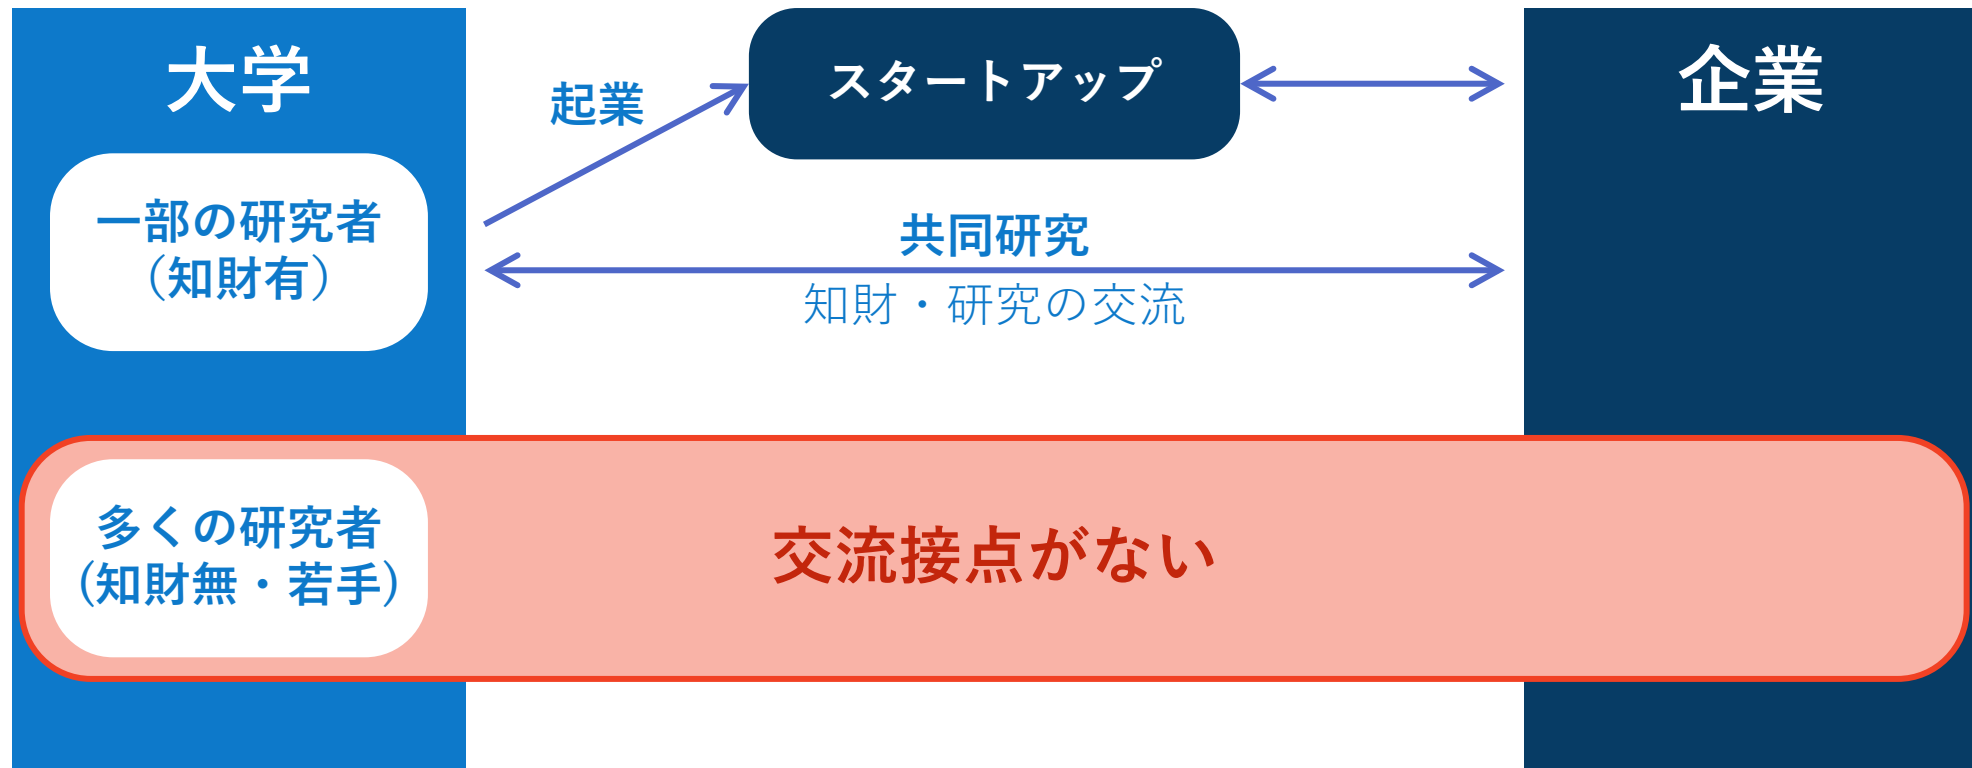 大学
起業
スタートアップ
企業
一部の研究者
（知財有）
共同研究
知財・研究の交流
多くの研究者
（知財無・若手）
交流接点がない